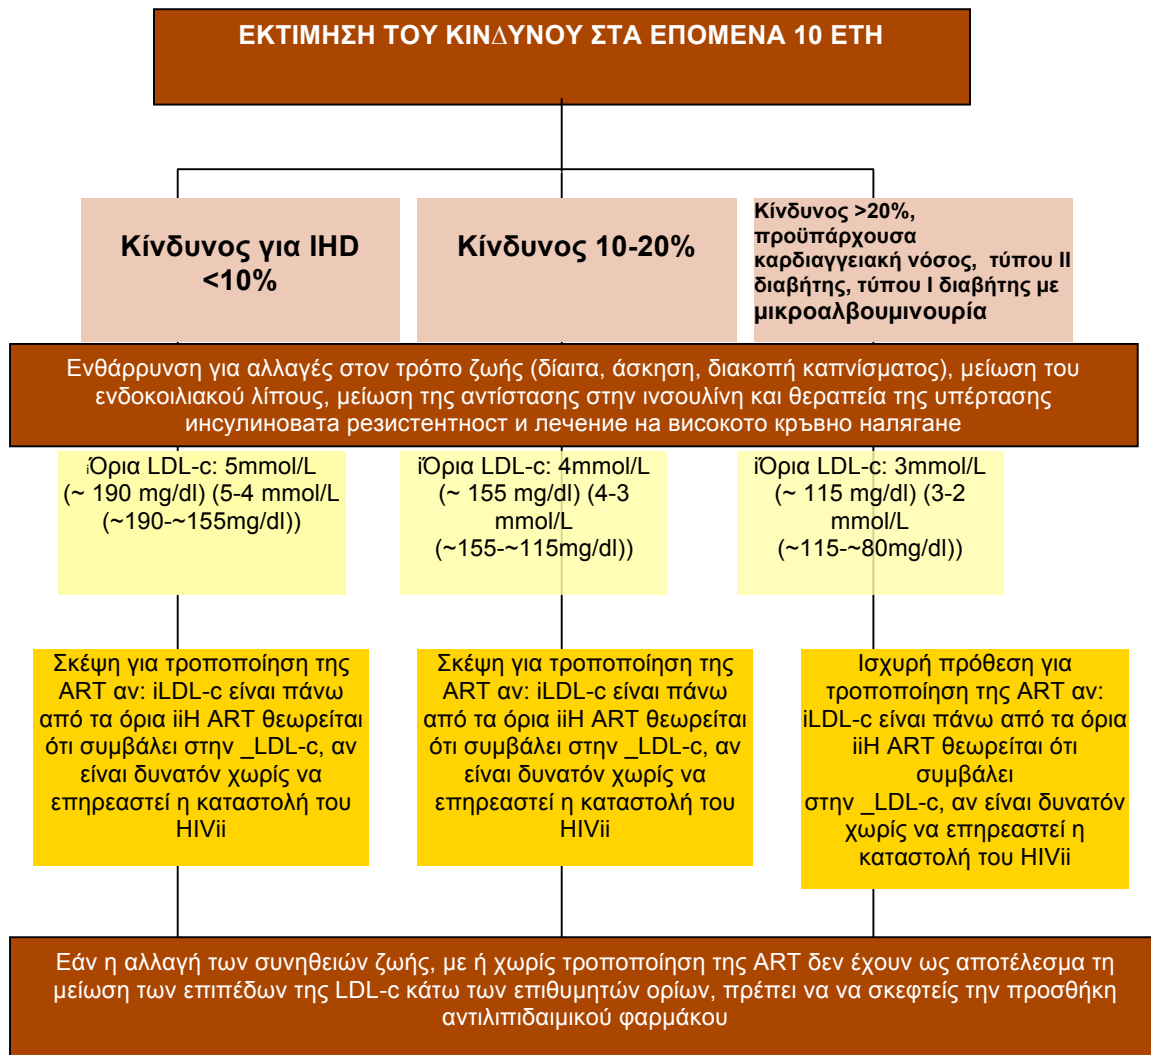 ΕΚΤΙΜΗΣΗ ΤΟΥ ΚΙΝ∆ΥΝΟΥ ΣΤΑ ΕΠΟΜΕΝΑ 10 ΕΤΗ
Κίνδυνος για IHD
<10%
Κίνδυνος 10-20%
Κίνδυνος >20%,
προϋπάρχουσα
καρδιαγγειακή νόσος, τύπου ΙΙ
διαβήτης, τύπου Ι διαβήτης με
μικροαλβουμινουρία
Ενθάρρυνση για αλλαγές στον τρόπο ζωής (δίαιτα, άσκηση, διακοπή καπνίσματος), μείωση του
ενδοκοιλιακού λίπους, μείωση της αντίστασης στην ινσουλίνη και θεραπεία της υπέρτασης
инсулиновата резистентност и лечение на високото кръвно налягане
iΌρια LDL-c: 5mmol/L
(~ 190 mg/dl) (5-4 mmol/L
(~190-~155mg/dl))
iΌρια LDL-c: 4mmol/L
(~ 155 mg/dl) (4-3
mmol/L
(~155-~115mg/dl))
iΌρια LDL-c: 3mmol/L
(~ 115 mg/dl) (3-2
mmol/L
(~115-~80mg/dl))
Σκέψη για τροποποίηση της
ART αν: iLDL-c είναι πάνω
από τα όρια iiΗ ART θεωρείται
ότι συμβάλει στην _LDL-c, αν
είναι δυνατόν χωρίς να
επηρεαστεί η καταστολή του
HIVii
Σκέψη για τροποποίηση της
ART αν: iLDL-c είναι πάνω
από τα όρια iiΗ ART θεωρείται
ότι συμβάλει στην _LDL-c, αν
είναι δυνατόν χωρίς να
επηρεαστεί η καταστολή του
HIVii
Ισχυρή πρόθεση για
τροποποίηση της ART αν:
iLDL-c είναι πάνω από τα όρια
iiΗ ART θεωρείται ότι
συμβάλει
στην _LDL-c, αν είναι δυνατόν
χωρίς να επηρεαστεί η
καταστολή του HIVii
Εάν η αλλαγή των συνηθειών ζωής, με ή χωρίς τροποποίηση της ART δεν έχουν ως αποτέλεσμα τη
μείωση των επιπέδων της LDL-c κάτω των επιθυμητών ορίων, πρέπει να να σκεφτείς την προσθήκη
αντιλιπιδαιμικού φαρμάκου